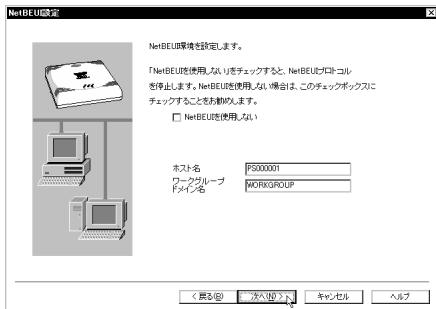 NetBEUI設定
NetBEUI環境を設定します。
「NetBEUIを使用しない」をチェックすると、NetBEUIプロトコル
を停止します。NetBEUIを使用しない場合は、このチェックボックスに
チェックすることをお勧めします。
NetBEUIを使用しない
ホスト名 PS000001
ワークグループ WORKGROUP
ドメイン名
< 戻る(B) 次へ(N) > キャンセル ヘルプ